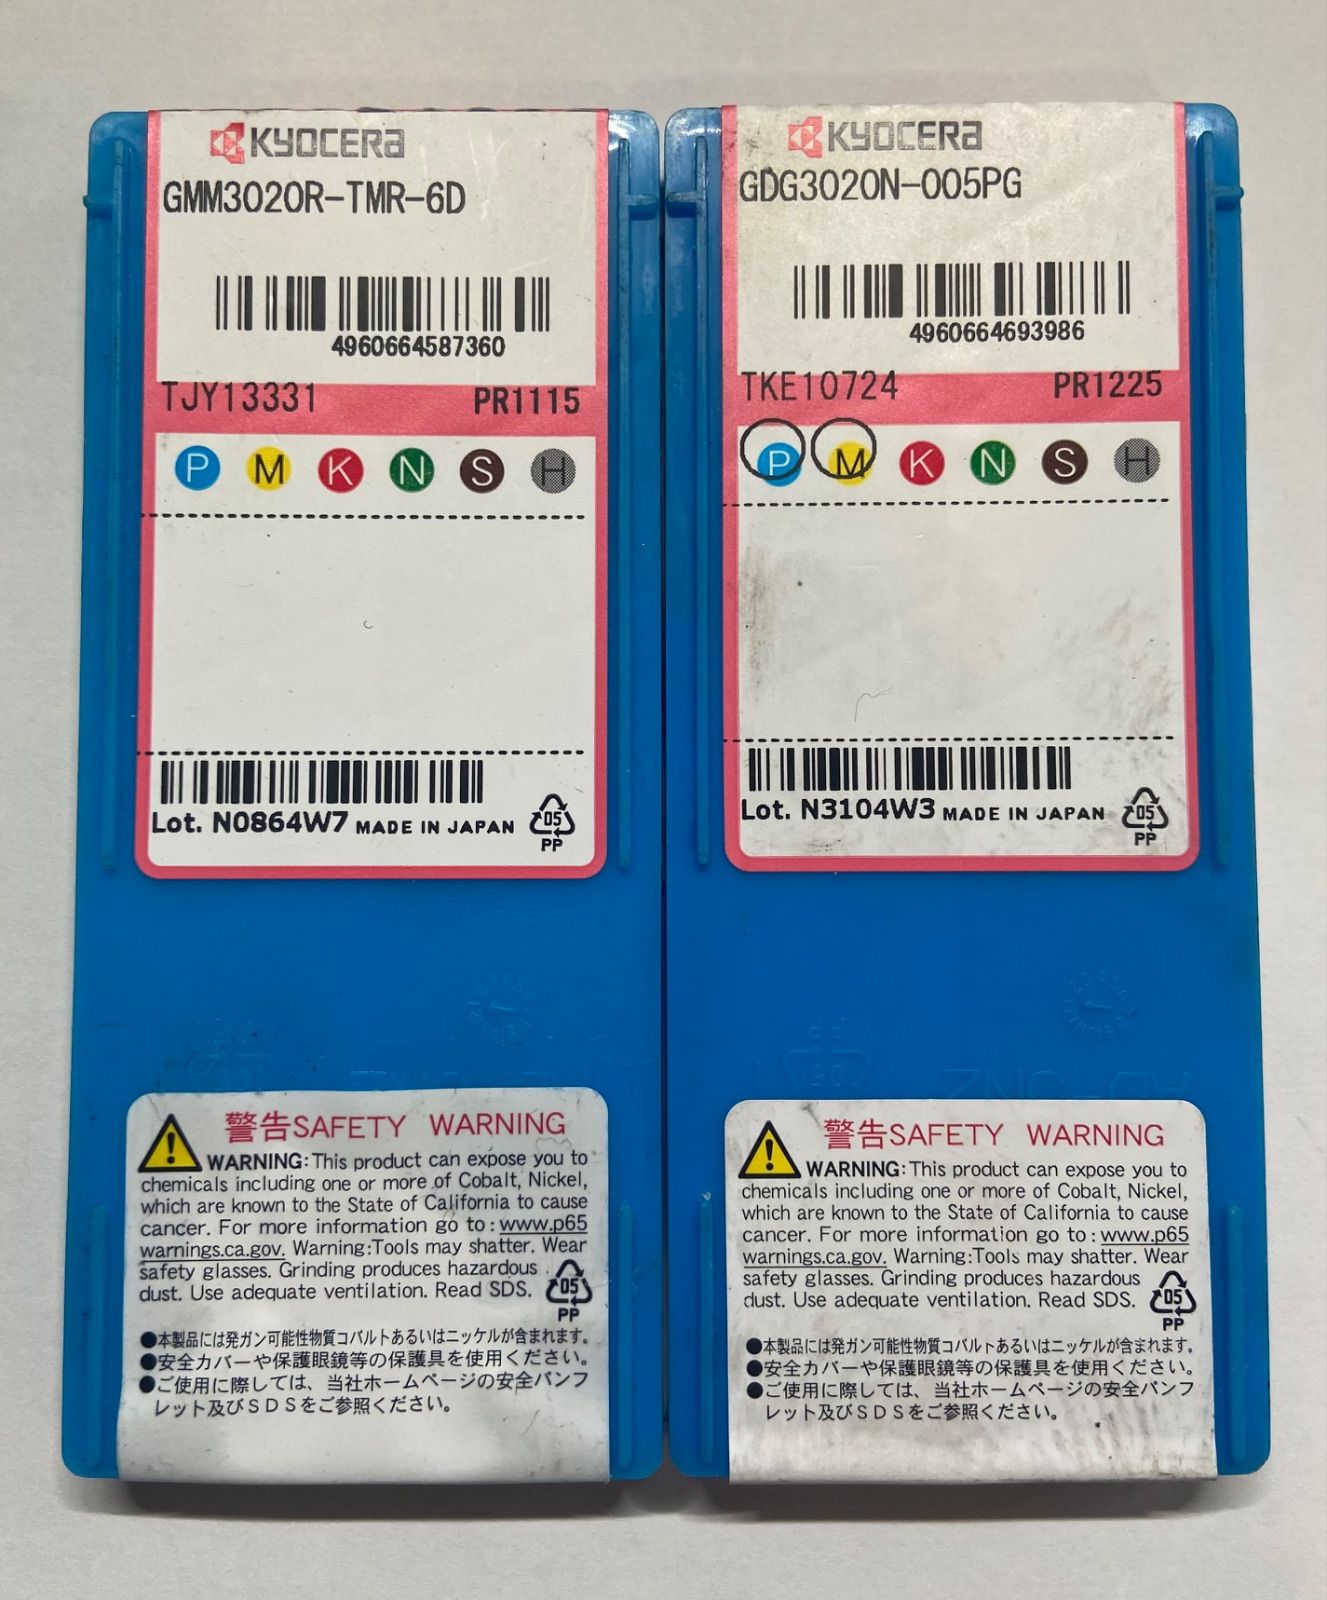 KYOCERA
GMM3020R-TMR-6D
4960664587360
TJY13331 PR1115
P M K N S H
Lot. N0864W7 MADE IN JAPAN
05
PP
警告SAFETY WARNING
WARNING:This product can expose you to
chemicals including one or more of Cobalt, Nickel,
which are known to the State of California to cause
cancer. For more information go to:www.p65
warnings.ca.gov. Warning:Tools may shatter. Wear
safety glasses. Grinding produces hazardous
dust. Use adequate ventilation. Read SDS.
05
PP
●本製品には発ガン可能性物質コバルトあるいはニッケルが含まれます。
●安全カバーや保護眼鏡等の保護具を使用ください。
●ご使用に際しては、当社ホームページの安全パンフ
レット及びSDSをご参照ください。
KYOCERA
GDG3020N-005PG
4960664693986
TKE10724 PR1225
P M K N S H
Lot. N3104W3 MADE IN JAPAN
05
PP
警告SAFETY WARNING
WARNING:This product can expose you to
chemicals including one or more of Cobalt, Nickel,
which are known to the State of California to cause
cancer. For more information go to:www.p65
warnings.ca.gov. Warning:Tools may shatter. Wear
safety glasses. Grinding produces hazardous
dust. Use adequate ventilation. Read SDS.
05
PP
●本製品には発ガン可能性物質コバルトあるいはニッケルが含まれます。
●安全カバーや保護眼鏡等の保護具を使用ください。
●ご使用に際しては、当社ホームページの安全パンフ
レット及びSDSをご参照ください。